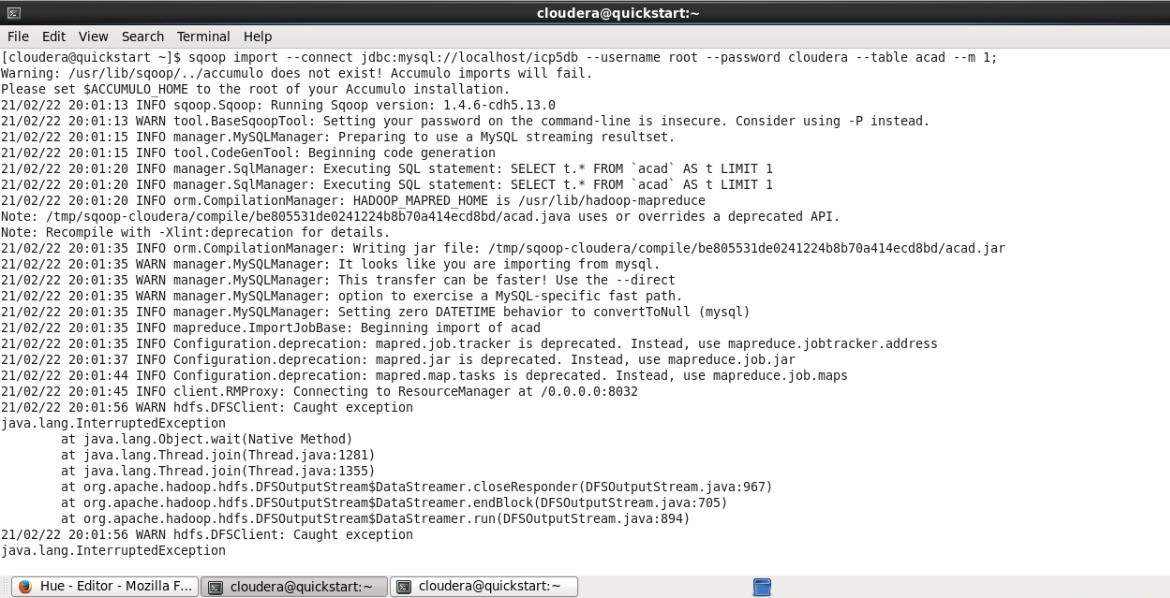 cloudera@quickstart:~
File Edit View Search Terminal Help
[cloudera@quickstart ~]$ sqoop import --connect jdbc:mysql://localhost/icp5db --username root --password cloudera --table acad --m 1;
Warning: /usr/lib/sqoop/../accumulo does not exist! Accumulo imports will fail.
Please set $ACCUMULO_HOME to the root of your Accumulo installation.
21/02/22 20:01:13 INFO sqoop.Sqoop: Running Sqoop version: 1.4.6-cdh5.13.0
21/02/22 20:01:13 WARN tool.BaseSqoopTool: Setting your password on the command-line is insecure. Consider using -P instead.
21/02/22 20:01:15 INFO manager.MySQLManager: Preparing to use a MySQL streaming resultset.
21/02/22 20:01:15 INFO tool.CodeGenTool: Beginning code generation
21/02/22 20:01:20 INFO manager.SqlManager: Executing SQL statement: SELECT t.* FROM `acad` AS t LIMIT 1
21/02/22 20:01:20 INFO manager.SqlManager: Executing SQL statement: SELECT t.* FROM `acad` AS t LIMIT 1
21/02/22 20:01:20 INFO orm.CompilationManager: HADOOP_MAPRED_HOME is /usr/lib/hadoop-mapreduce
Note: /tmp/sqoop-cloudera/compile/be805531de0241224b8b70a414ecd8bd/acad.java uses or overrides a deprecated API.
Note: Recompile with -Xlint:deprecation for details.
21/02/22 20:01:35 INFO orm.CompilationManager: Writing jar file: /tmp/sqoop-cloudera/compile/be805531de0241224b8b70a414ecd8bd/acad.jar
21/02/22 20:01:35 WARN manager.MySQLManager: It looks like you are importing from mysql.
21/02/22 20:01:35 WARN manager.MySQLManager: This transfer can be faster! Use the --direct
21/02/22 20:01:35 WARN manager.MySQLManager: option to exercise a MySQL-specific fast path.
21/02/22 20:01:35 INFO manager.MySQLManager: Setting zero DATETIME behavior to convertToNull (mysql)
21/02/22 20:01:35 INFO mapreduce.ImportJobBase: Beginning import of acad
21/02/22 20:01:35 INFO Configuration.deprecation: mapred.job.tracker is deprecated. Instead, use mapreduce.jobtracker.address
21/02/22 20:01:37 INFO Configuration.deprecation: mapred.jar is deprecated. Instead, use mapreduce.job.jar
21/02/22 20:01:44 INFO Configuration.deprecation: mapred.map.tasks is deprecated. Instead, use mapreduce.job.maps
21/02/22 20:01:45 INFO client.RMProxy: Connecting to ResourceManager at /0.0.0.0:8032
21/02/22 20:01:56 WARN hdfs.DFSClient: Caught exception
java.lang.InterruptedException
at java.lang.Object.wait(Native Method)
at java.lang.Thread.join(Thread.java:1281)
at java.lang.Thread.join(Thread.java:1355)
at org.apache.hadoop.hdfs.DFSOutputStream$DataStreamer.closeResponder(DFSOutputStream.java:967)
at org.apache.hadoop.hdfs.DFSOutputStream$DataStreamer.endBlock(DFSOutputStream.java:705)
at org.apache.hadoop.hdfs.DFSOutputStream$DataStreamer.run(DFSOutputStream.java:894)
21/02/22 20:01:56 WARN hdfs.DFSClient: Caught exception
java.lang.InterruptedException
Hue - Editor - Mozilla F... cloudera@quickstart:~ cloudera@quickstart:~